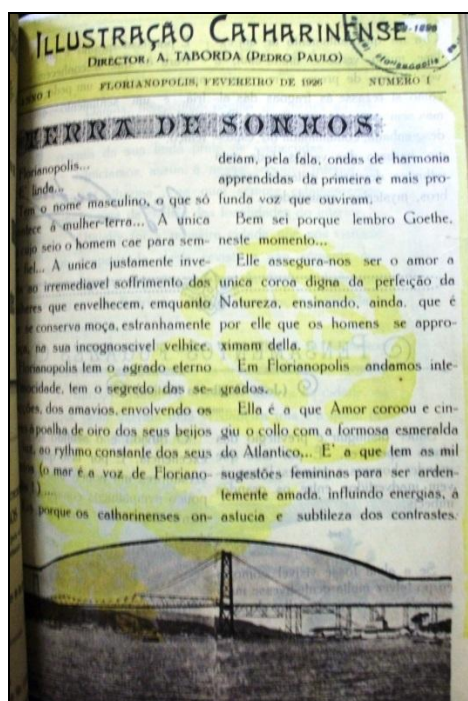 ILLUSTRAÇÃO CATHARINENSE
DIRECTOR: A. TABORDA (PEDRO PAULO)
ANNO I FLORIANOPOLIS, FEVEREIRO DE 1926 NUMERO I
TERRA DE SONHOS
Florianopolis...
linda...
Tem o nome masculino, o que só
á mulher-terra... A unica
seio o homem cae para sem-
fiel... A unica justamente inve-
ao irremediavel soffrimento das
que envelhecem, emquanto
se conserva moça, estranhamente
na sua incognoscivel velhice.
Florianopolis tem o agrado eterno
tem o segredo das se-
dos amavios, envolvendo os
poalha de oiro dos seus beijos
ao rythmo constante dos seus
(o mar é a voz de Floriano-
porque os catharinenses on-
deiam, pela fala, ondas de harmonia
apprendidas da primeira e mais pro-
funda voz que ouviram.
Bem sei porque lembro Goethe,
neste momento...
Elle assegura-nos ser o amor a
unica coroa digna da perfeição da
Natureza, ensinando, ainda, que é
por elle que os homens se appro-
ximam della.
Em Florianopolis andamos inte-
grados.
Ella é a que Amor coroou e cin-
giu o collo com a formosa esmeralda
do Atlantico... E' a que tem as mil
sugestões femininas para ser arden-
temente amada, influindo energias, á
astucia e subtileza dos contrastes.